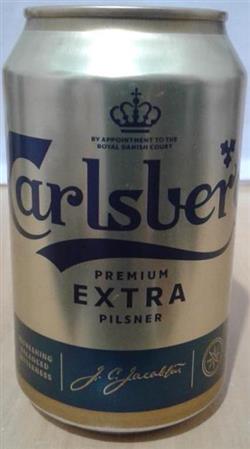 BY APPOINTMENT TO THE
ROYAL DANISH COURT
Carlsber
PREMIUM
EXTRA
PILSNER
J. C. Jacobsen